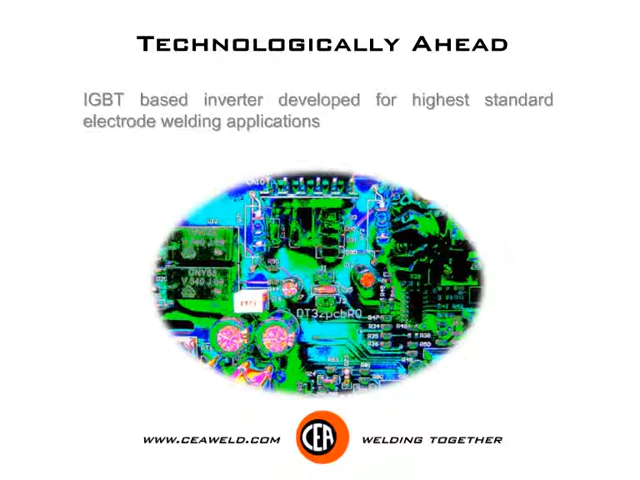 Technologically Ahead
IGBT based inverter developed for highest standard
electrode welding applications
DT3zpcbR0
www.ceaweld.com
CEA
welding together